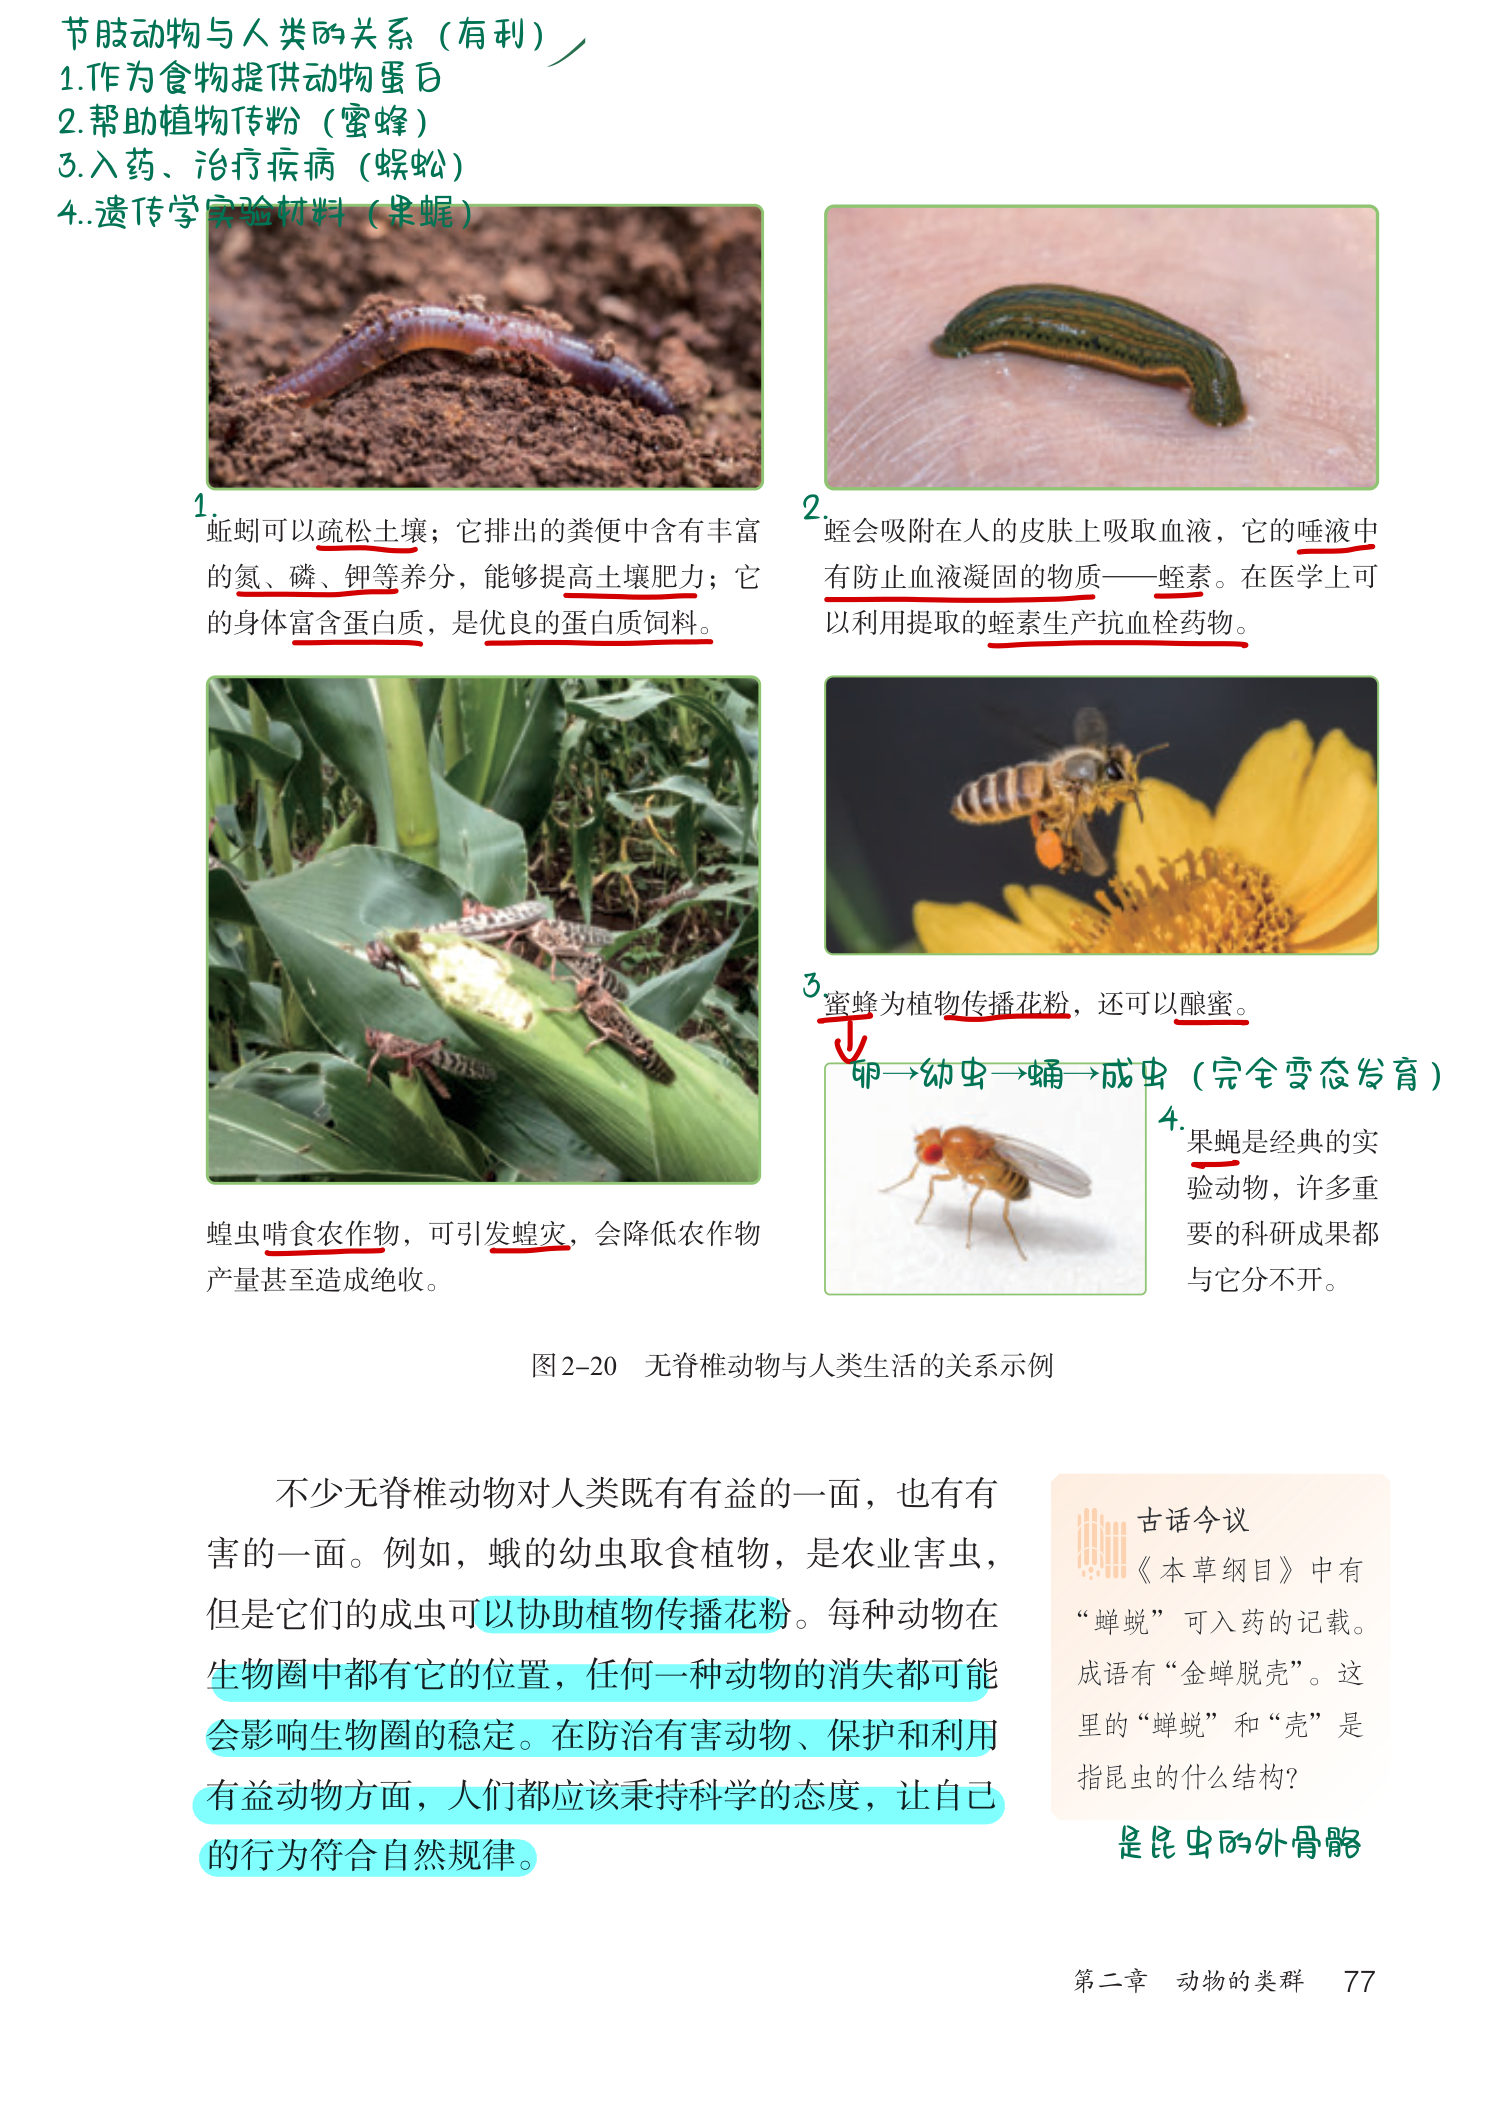 节肢动物与人类的关系（有利）
1.作为食物提供动物蛋白
2.帮助植物传粉（蜜蜂）
3.入药、治疗疾病（蜈蚣）
4..遗传学实验材料（果蝇）
1.
蚯蚓可以疏松土壤；它排出的粪便中含有丰富
的氮、磷、钾等养分，能够提高土壤肥力；它
的身体富含蛋白质，是优良的蛋白质饲料。
2.
蛭会吸附在人的皮肤上吸取血液，它的唾液中
有防止血液凝固的物质——蛭素。在医学上可
以利用提取的蛭素生产抗血栓药物。
蝗虫啃食农作物，可引发蝗灾，会降低农作物
产量甚至造成绝收。
3.
蜜蜂为植物传播花粉，还可以酿蜜。
卵→幼虫→蛹→成虫（完全变态发育）
4.
果蝇是经典的实
验动物，许多重
要的科研成果都
与它分不开。
图2-20 无脊椎动物与人类生活的关系示例
不少无脊椎动物对人类既有有益的一面，也有有
害的一面。例如，蛾的幼虫取食植物，是农业害虫，
但是它们的成虫可以协助植物传播花粉。每种动物在
生物圈中都有它的位置，任何一种动物的消失都可能
会影响生物圈的稳定。在防治有害动物、保护和利用
有益动物方面，人们都应该秉持科学的态度，让自己
的行为符合自然规律。
古话今议
《本草纲目》中有
“蝉蜕”可入药的记载。
成语有“金蝉脱壳”。这
里的“蝉蜕”和“壳”是
指昆虫的什么结构？
是昆虫的外骨骼
第二章 动物的类群 77